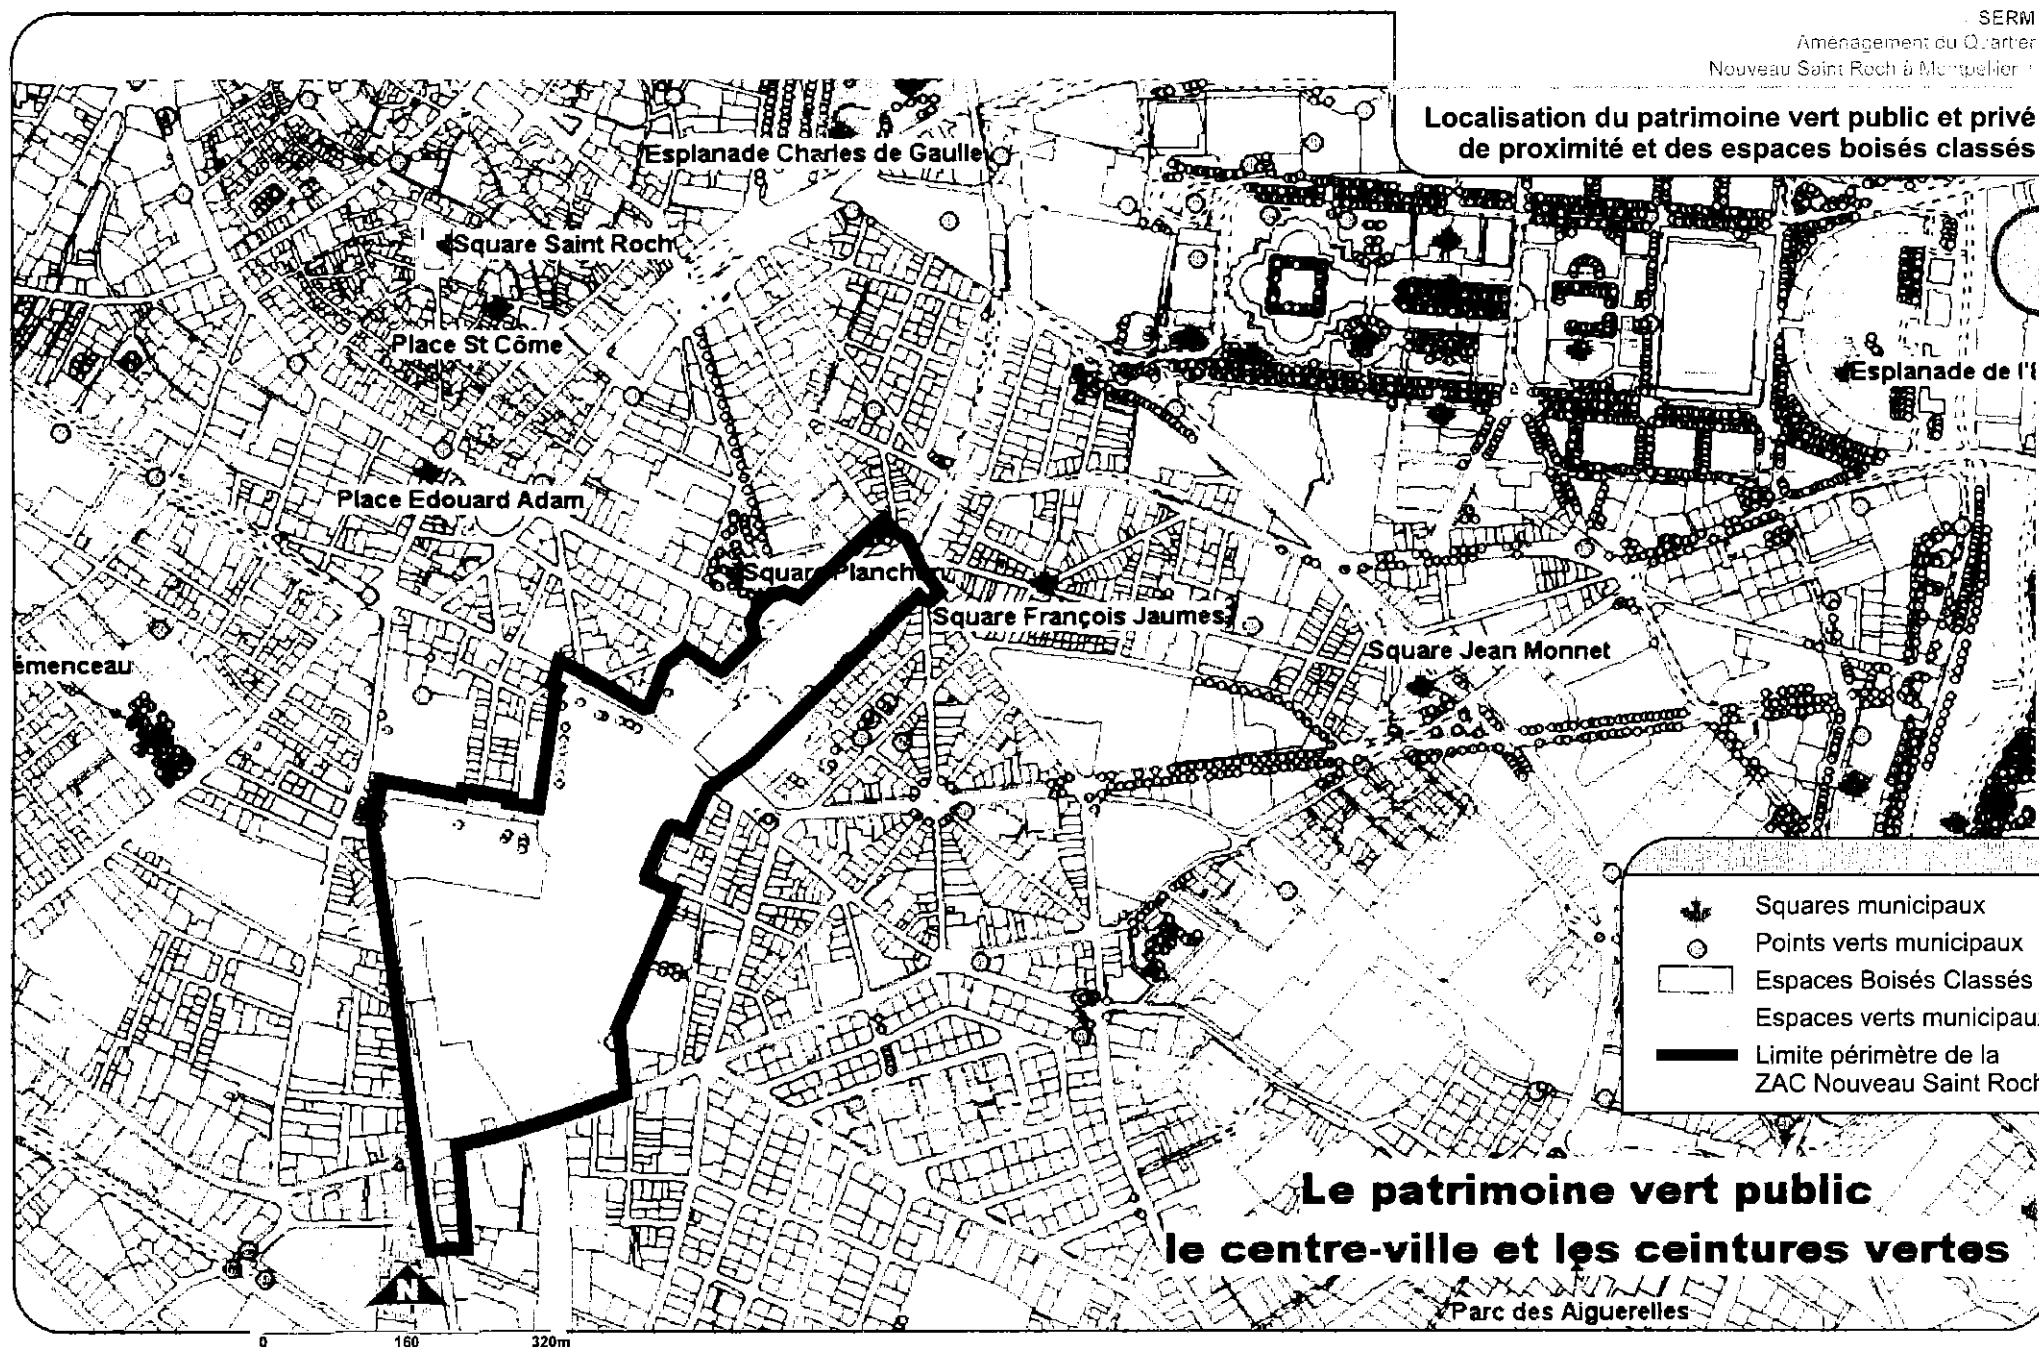 SERM
Aménagement du Quartier
Nouveau Saint Roch à Montpellier
Localisation du patrimoine vert public et privé
de proximité et des espaces boisés classés
Esplanade Charles de Gaulle
Square Saint Roch
Place St Côme
Esplanade de l'E
Place Edouard Adam
Square Planchon
Square François Jaumes
Square Jean Monnet
émenceau
Squares municipaux
Points verts municipaux
Espaces Boisés Classés
Espaces verts municipaux
Limite périmètre de la
ZAC Nouveau Saint Roch
Le patrimoine vert public
le centre-ville et les ceintures vertes
Parc des Aiguerelles
N
0 160 320m